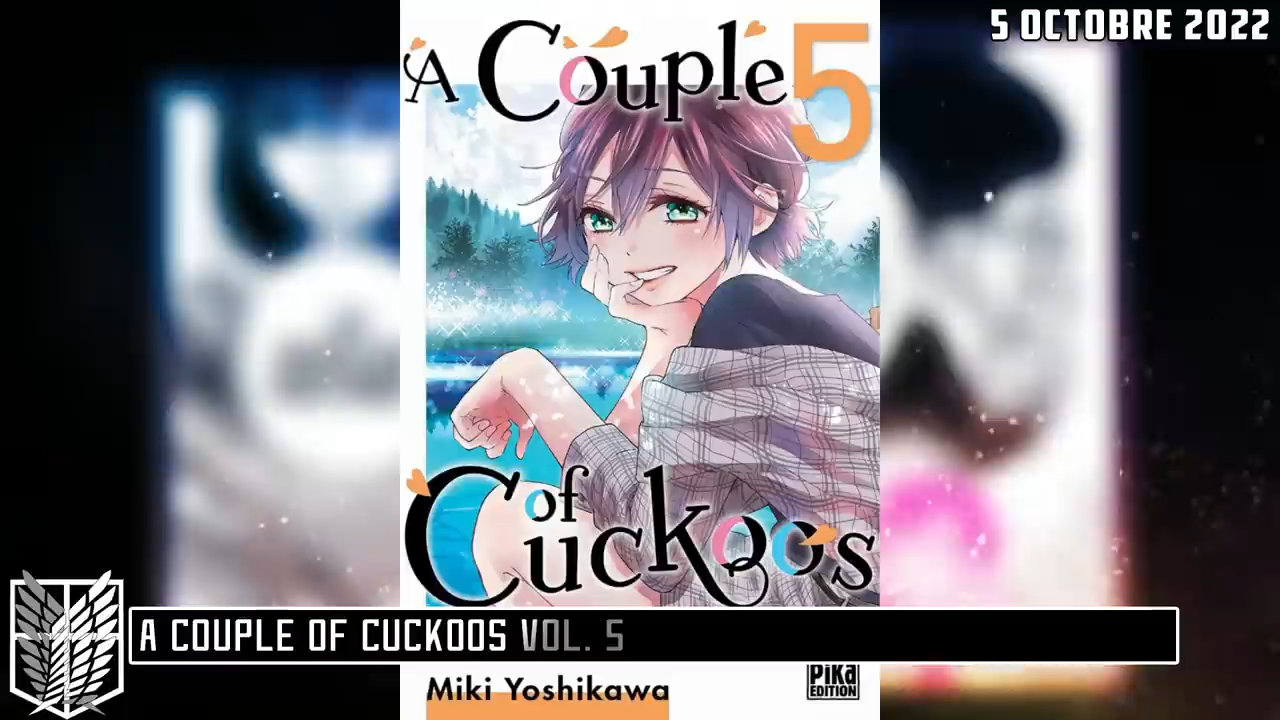 5 OCTOBRE 2022
A Couple 5
of
Cuckoos
A COUPLE OF CUCKOOS VOL. 5
Miki Yoshikawa
Pika
EDITION